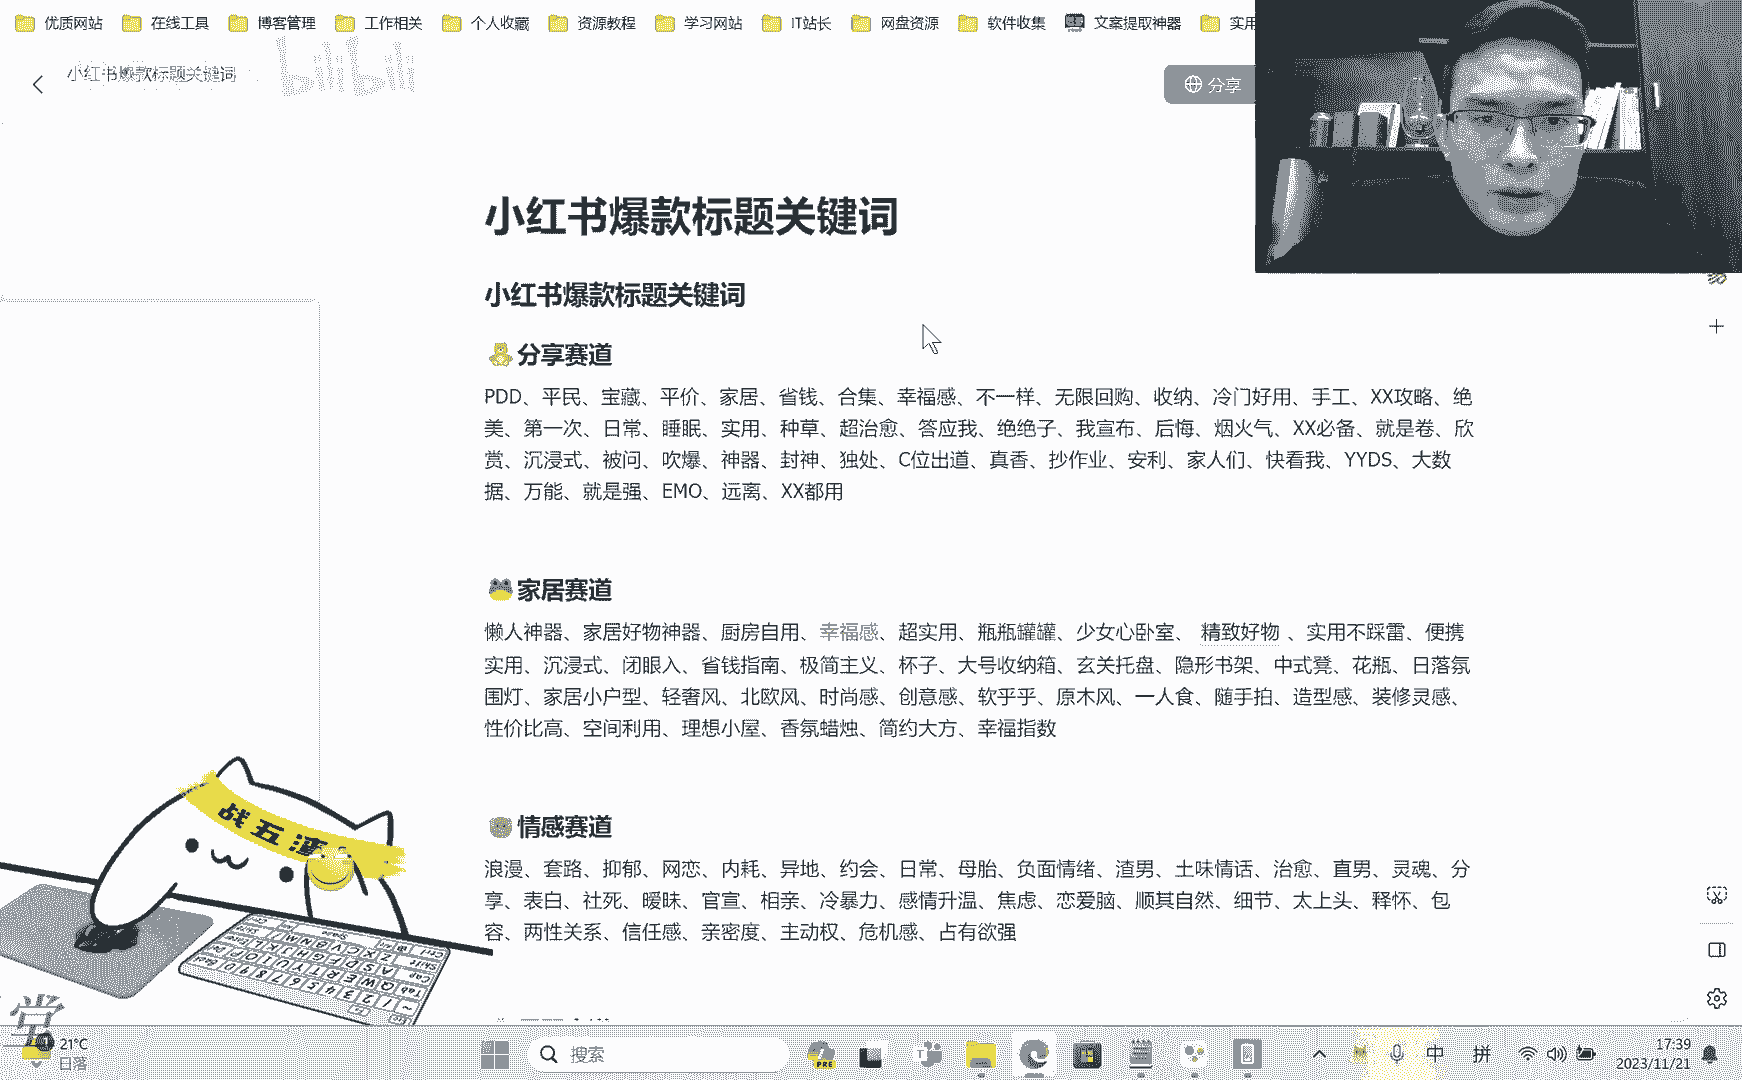 优质网站 在线工具 博客管理 工作相关 个人收藏 资源教程 学习网站 IT站长 网盘资源 软件收集 文案提取神器 实用
小红书爆款标题关键词
bilibili
分享
小红书爆款标题关键词
小红书爆款标题关键词
分享赛道
PDD、平民、宝藏、平价、家居、省钱、合集、幸福感、不一样、无限回购、收纳、冷门好用、手工、XX攻略、绝
美、第一次、日常、睡眠、实用、种草、超治愈、答应我、绝绝子、我宣布、后悔、烟火气、XX必备、就是卷、欣
赏、沉浸式、被问、吹爆、神器、封神、独处、C位出道、真香、抄作业、安利、家人们、快看我、YYDS、大数
据、万能、就是强、EMO、远离、XX都用
家居赛道
懒人神器、家居好物神器、厨房自用、幸福感、超实用、瓶瓶罐罐、少女心卧室、 精致好物 、实用不踩雷、便携
实用、沉浸式、闭眼入、省钱指南、极简主义、杯子、大号收纳箱、玄关托盘、隐形书架、中式凳、花瓶、日落氛
围灯、家居小户型、轻奢风、北欧风、时尚感、创意感、软乎乎、原木风、一人食、随手拍、造型感、装修灵感、
性价比高、空间利用、理想小屋、香氛蜡烛、简约大方、幸福指数
情感赛道
浪漫、套路、抑郁、网恋、内耗、异地、约会、日常、母胎、负面情绪、渣男、土味情话、治愈、直男、灵魂、分
享、表白、社死、暧昧、官宣、相亲、冷暴力、感情升温、焦虑、恋爱脑、顺其自然、细节、太上头、释怀、包
容、两性关系、信任感、亲密度、主动权、危机感、占有欲强
战五渣
堂
21°C
日落
搜索
PRE
中 拼
17:39
2023/11/21